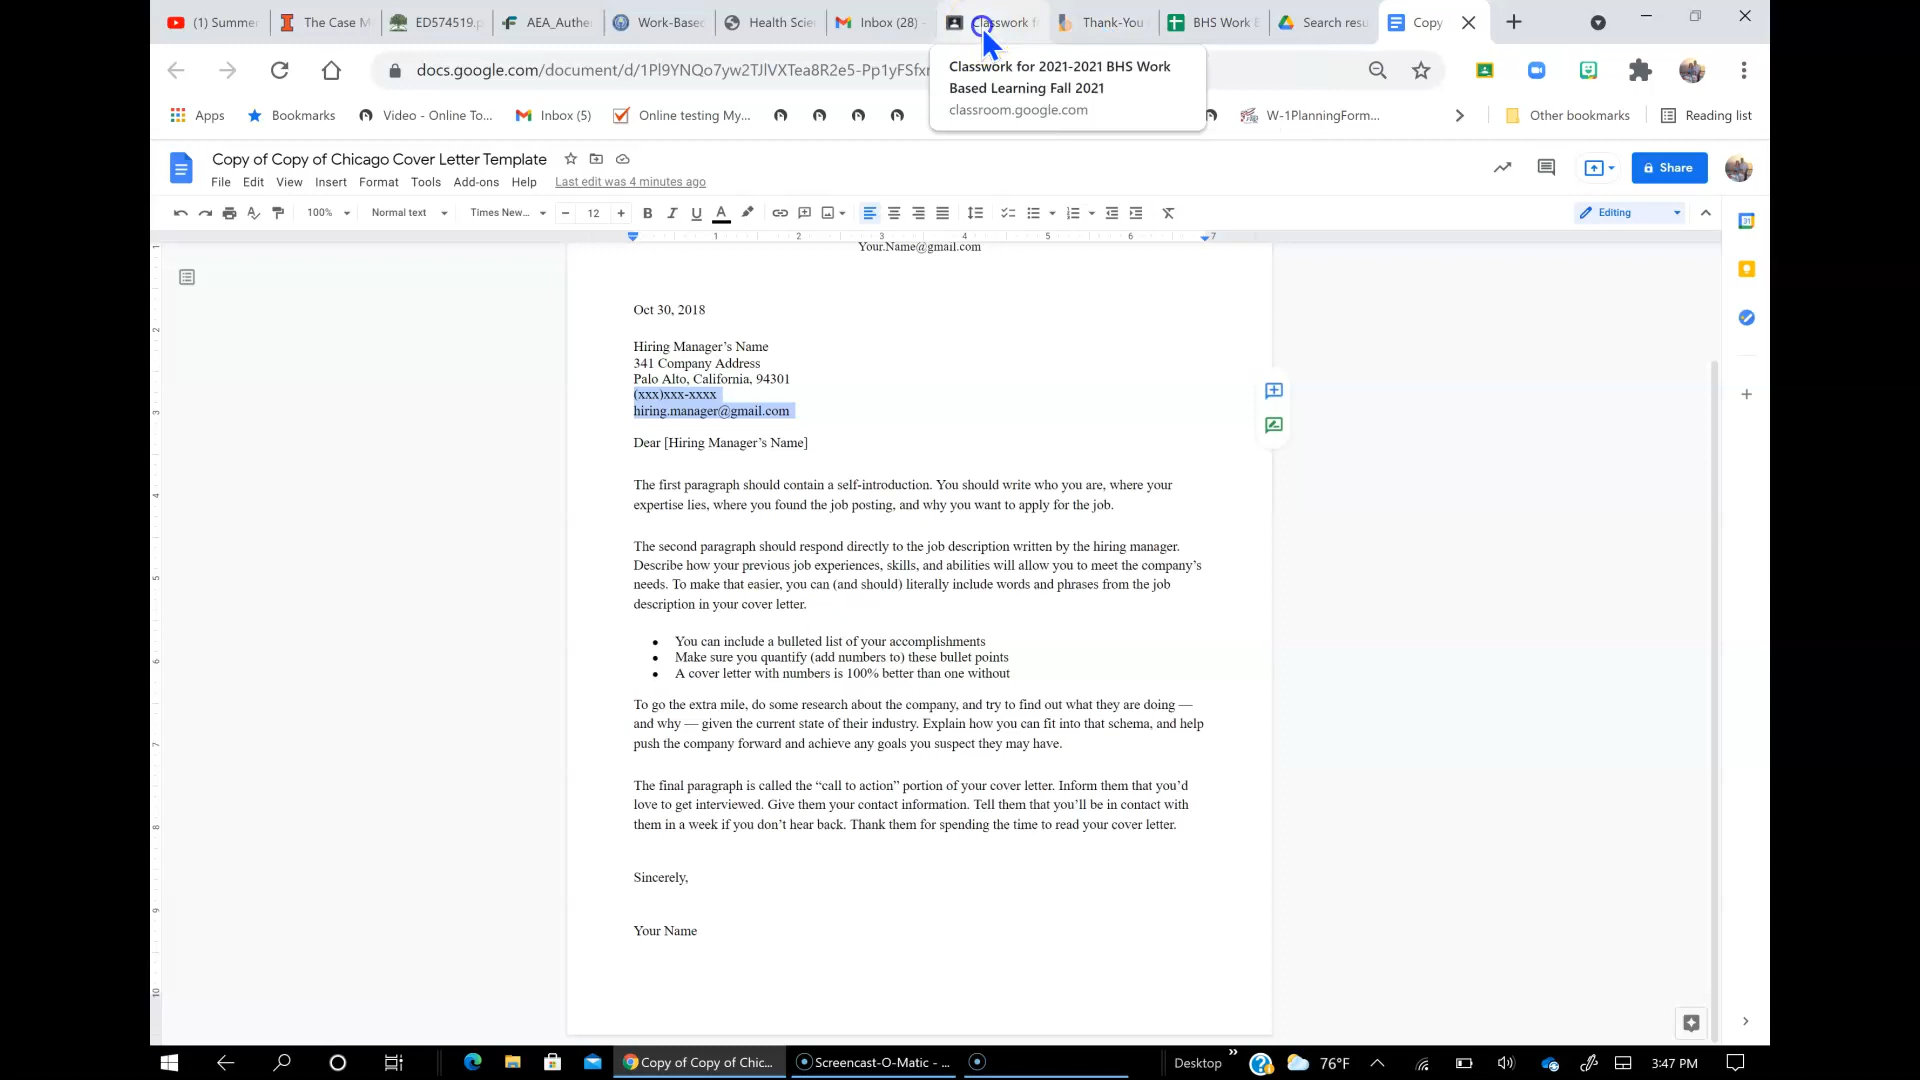 (1) Summer
The Case M
ED574519.p
AEA_Authe
Work-Based
Health Scie
Inbox (28) -
Classwork f
Thank-You
BHS Work B
Search resu
Copy
docs.google.com/document/d/1Pl9YNQo7yw2TJlVXTea8R2e5-Pp1yFSfxr
Classwork for 2021-2021 BHS Work
Based Learning Fall 2021
classroom.google.com
Apps
Bookmarks
Video - Online To...
Inbox (5)
Online testing My...
W-1PlanningForm...
Other bookmarks
Reading list
Copy of Copy of Chicago Cover Letter Template
Share
File Edit View Insert Format Tools Add-ons Help Last edit was 4 minutes ago
100% Normal text Times New... 12 B I U A Editing
1 2 3 4 5 6 7
Your.Name@gmail.com
Oct 30, 2018
Hiring Manager’s Name
341 Company Address
Palo Alto, California, 94301
(xxx)xxx-xxxx
hiring.manager@gmail.com
Dear [Hiring Manager’s Name]
The first paragraph should contain a self-introduction. You should write who you are, where your
expertise lies, where you found the job posting, and why you want to apply for the job.
The second paragraph should respond directly to the job description written by the hiring manager.
Describe how your previous job experiences, skills, and abilities will allow you to meet the company’s
needs. To make that easier, you can (and should) literally include words and phrases from the job
description in your cover letter.
● You can include a bulleted list of your accomplishments
● Make sure you quantify (add numbers to) these bullet points
● A cover letter with numbers is 100% better than one without
To go the extra mile, do some research about the company, and try to find out what they are doing —
and why — given the current state of their industry. Explain how you can fit into that schema, and help
push the company forward and achieve any goals you suspect they may have.
The final paragraph is called the “call to action” portion of your cover letter. Inform them that you’d
love to get interviewed. Give them your contact information. Tell them that you’ll be in contact with
them in a week if you don’t hear back. Thank them for spending the time to read your cover letter.
Sincerely,
Your Name
Copy of Copy of Chic...
Screencast-O-Matic - ...
Desktop
76°F
3:47 PM